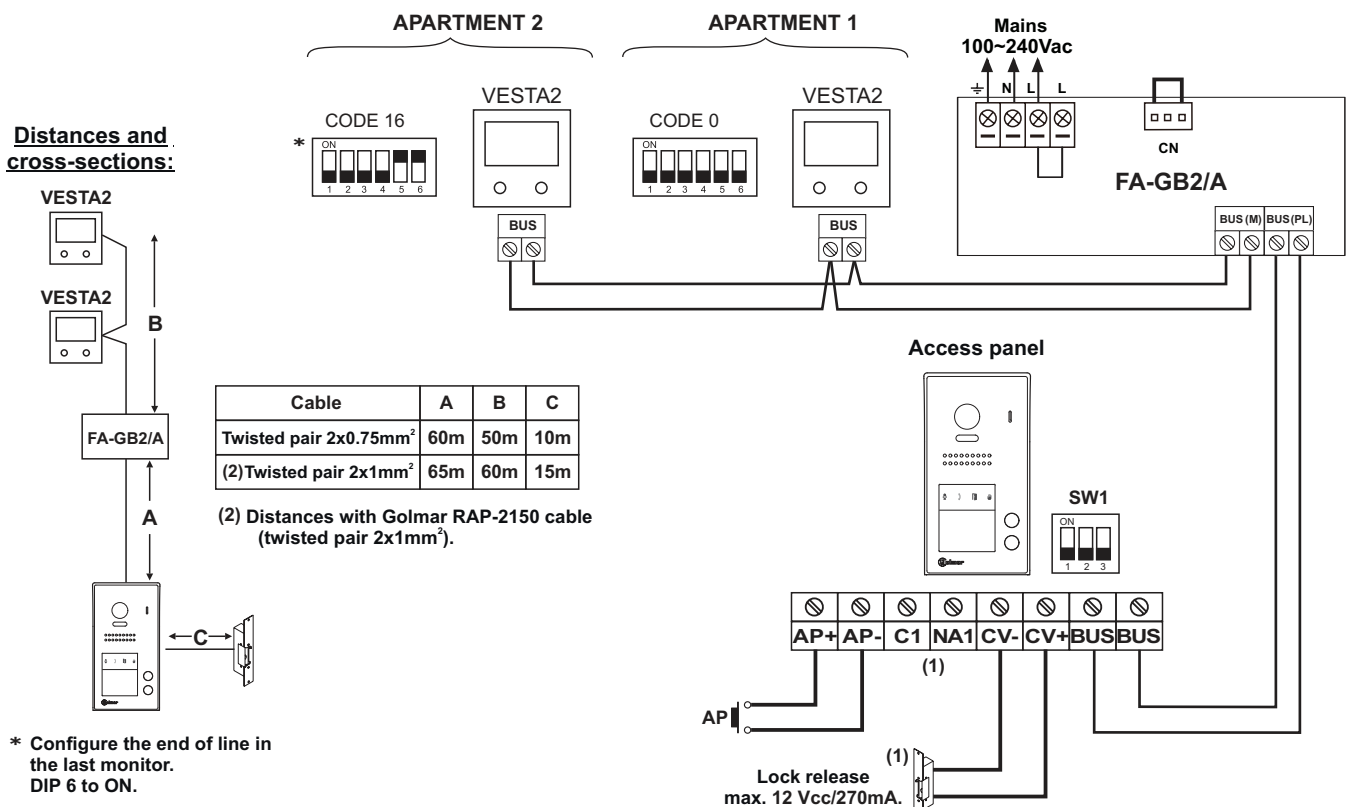 APARTMENT 2
APARTMENT 1
Mains
100~240Vac
N L L
CN
FA-GB2/A
BUS (M) BUS (PL)
VESTA2
CODE 16
*
ON
1 2 3 4 5 6
BUS
VESTA2
CODE 0
ON
1 2 3 4 5 6
BUS
Distances and
cross-sections:
VESTA2
VESTA2
B
FA-GB2/A
A
C
* Configure the end of line in
the last monitor.
DIP 6 to ON.
Cable A B C
Twisted pair 2x0.75mm² 60m 50m 10m
(2) Twisted pair 2x1mm² 65m 60m 15m
(2) Distances with Golmar RAP-2150 cable
(twisted pair 2x1mm²).
Access panel
Golmar
SW1
ON
1 2 3
AP+ AP- C1 NA1 CV- CV+ BUS BUS
(1)
AP
(1)
Lock release
max. 12 Vcc/270mA.